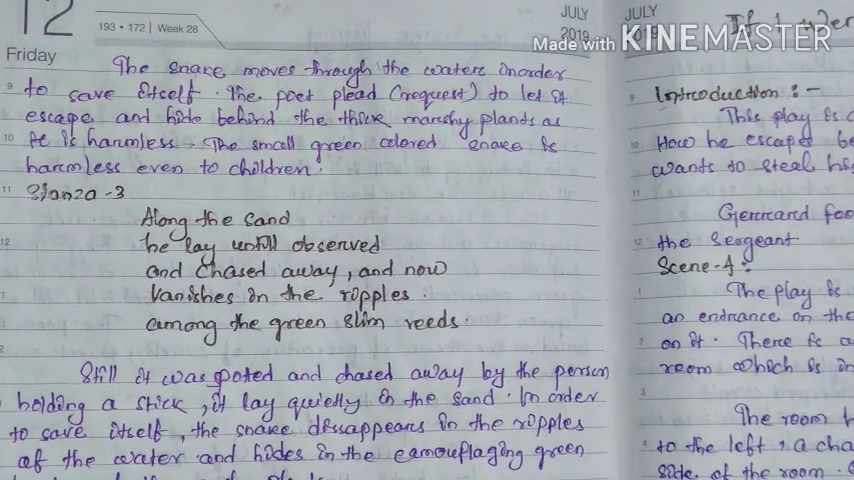 12
193 • 172 | Week 28
JULY
2019
Friday
The snake moves through the water inorder
9 to save itself. The poet plead (request) to let it
escape and hide behind the thick marshy plants as
10 it is harmless. The small green colored snake is
harmless even to children.
11 Stanza-3
Along the sand
12 he lay untill observed
and chased away, and now
1 Vanishes in the ripples.
among the green slim reeds.
2
Still it was poted and chased away by the person
holding a stick, it lay quietly in the sand. In order
to save itself, the snake dissappears in the ripples
of the water and hides in the camouflaging green
JULY
2019
If I
Made with KINEMASTER
9 Introduction :-
This play is
10 How he escaped
wants to steal
11
Gerrard
12 the Sergeant
Scene-1:
1 The play is
an entrance on the
2 on it. There is a
room which is in
3
The room
4 to the left, a cha
side of the room.